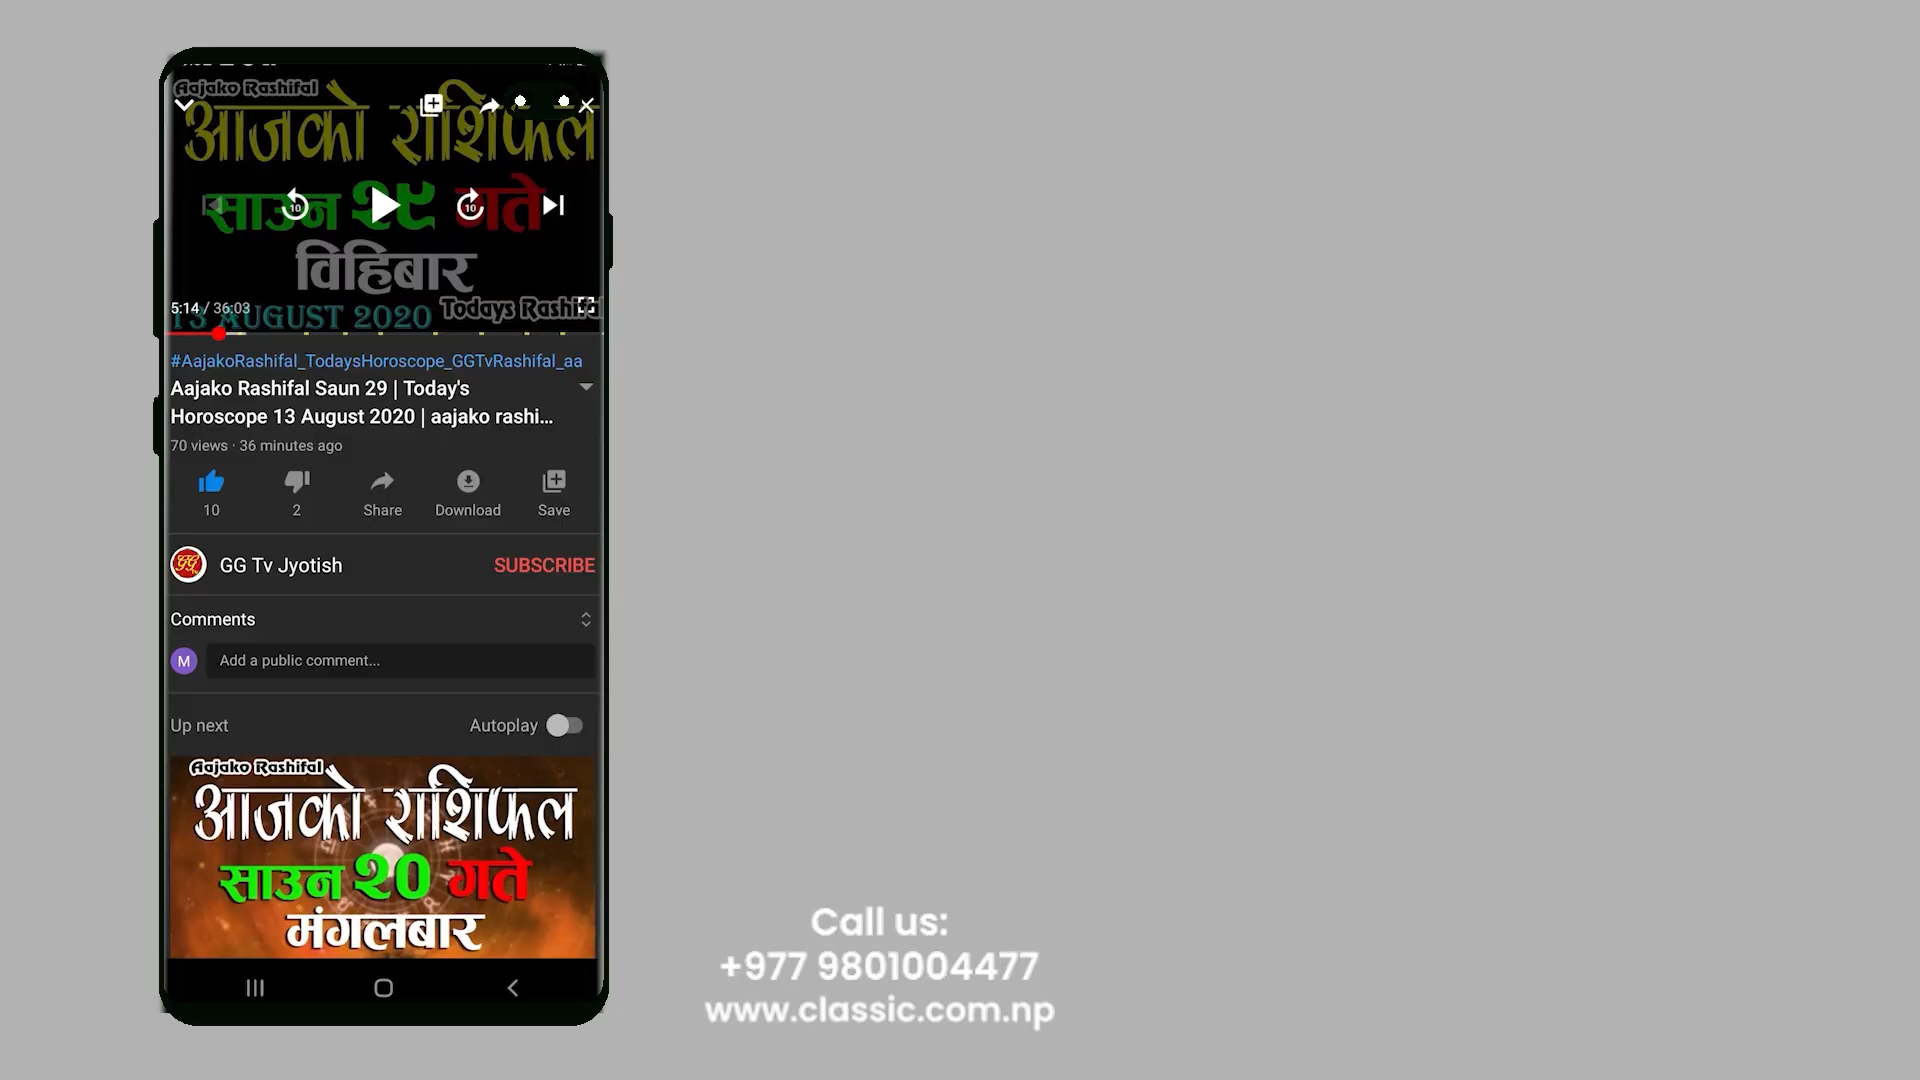 Aajako Rashifal
आजको राशिफल
साउन २९ गते
10
10
विहिबार
5:14 / 36:03
Todays Rashifal
13 AUGUST 2020
#AajakoRashifal_TodaysHoroscope_GGTvRashifal_aa
Aajako Rashifal Saun 29 | Today's
Horoscope 13 August 2020 | aajako rashi...
70 views · 36 minutes ago
10
2
Share
Download
Save
GG
GG Tv Jyotish
SUBSCRIBE
Comments
M
Add a public comment...
Up next
Autoplay
Aajako Rashifal
आजको राशिफल
साउन २० गते
मंगलबार
Call us:
+977 9801004477
www.classic.com.np